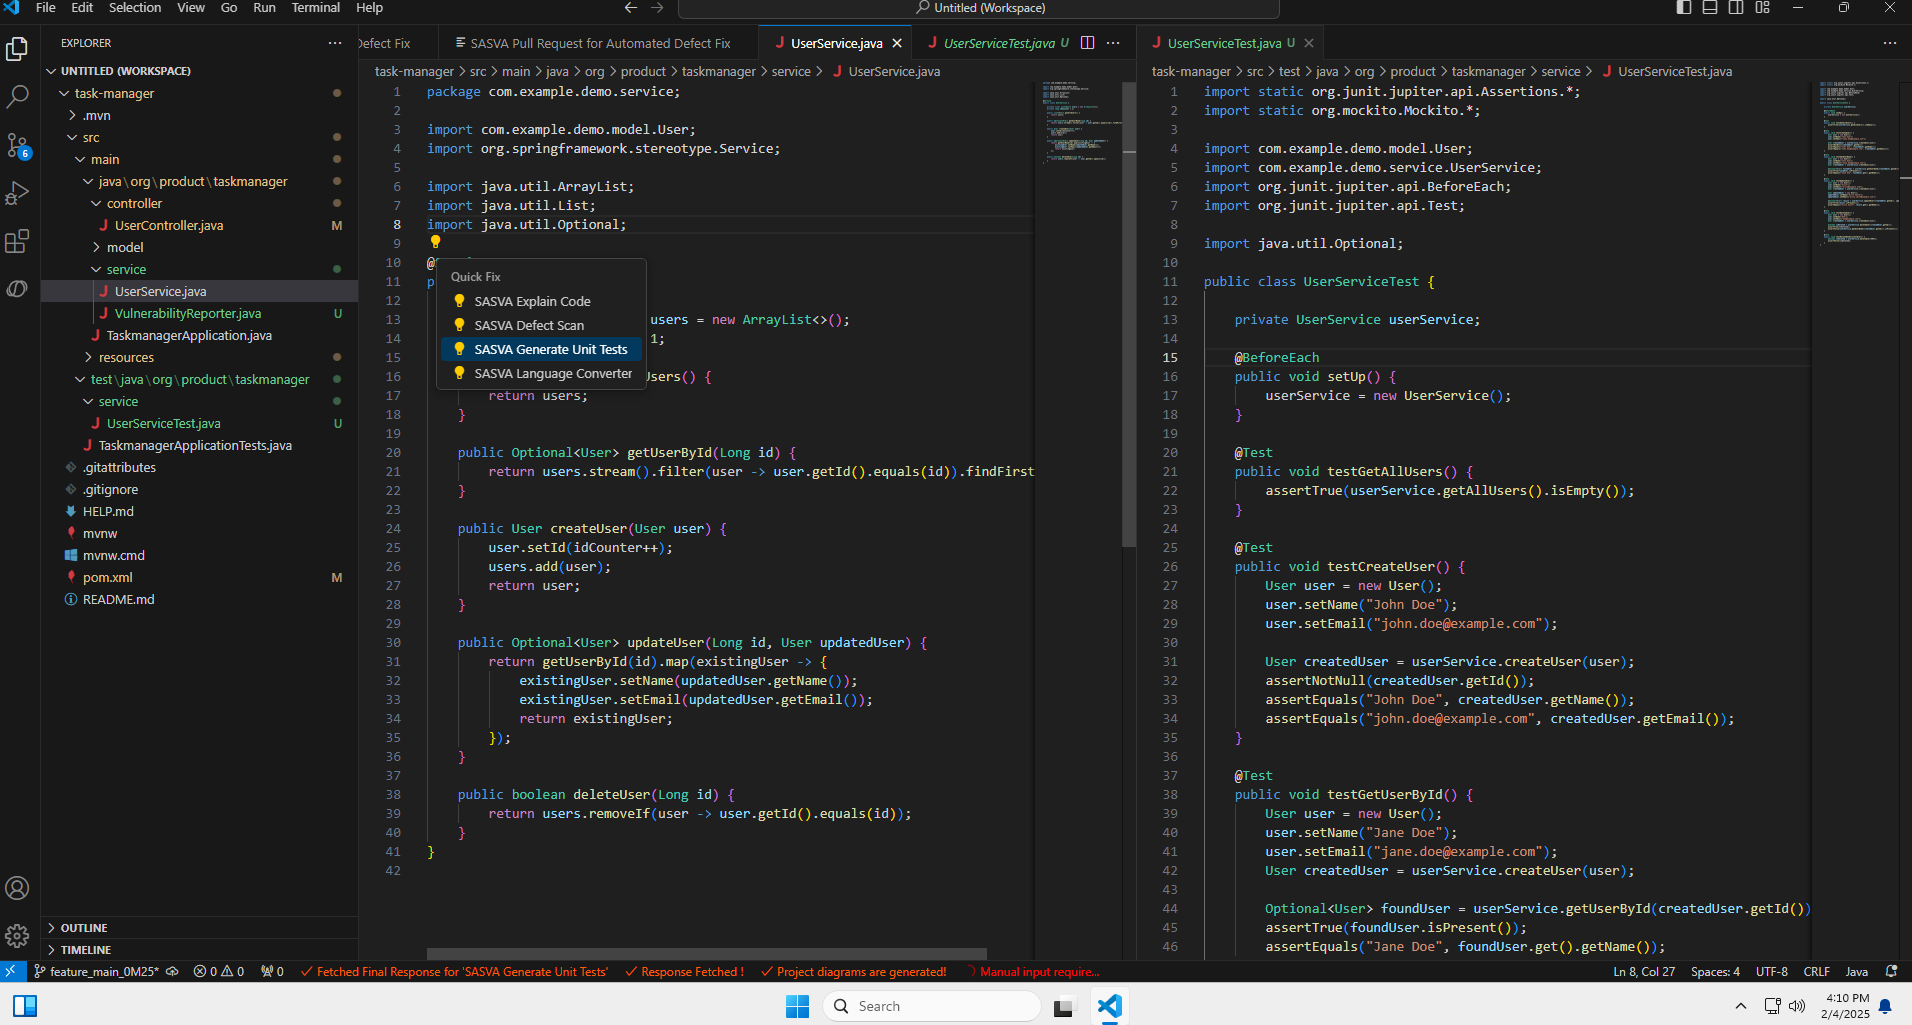 File Edit Selection View Go Run Terminal Help
Untitled (Workspace)
EXPLORER
UNTITLED (WORKSPACE)
task-manager
.mvn
src
main
java\org\product\taskmanager
controller
UserController.java M
model
service
UserService.java
VulnerabilityReporter.java U
TaskmanagerApplication.java
resources
test\java\org\product\taskmanager
service
UserServiceTest.java U
TaskmanagerApplicationTests.java
.gitattributes
.gitignore
HELP.md
mvnw
mvnw.cmd
pom.xml M
README.md
OUTLINE
TIMELINE
6
Defect Fix
SASVA Pull Request for Automated Defect Fix
UserService.java
UserServiceTest.java U
task-manager > src > main > java > org > product > taskmanager > service > UserService.java
1 package com.example.demo.service;
2
3 import com.example.demo.model.User;
4 import org.springframework.stereotype.Service;
5
6 import java.util.ArrayList;
7 import java.util.List;
8 import java.util.Optional;
9
10 @
11 p
12
13 users = new ArrayList<>();
14 1;
15
16 Users() {
17 return users;
18 }
19
20 public Optional<User> getUserById(Long id) {
21 return users.stream().filter(user -> user.getId().equals(id)).findFirst
22 }
23
24 public User createUser(User user) {
25 user.setId(idCounter++);
26 users.add(user);
27 return user;
28 }
29
30 public Optional<User> updateUser(Long id, User updatedUser) {
31 return getUserById(id).map(existingUser -> {
32 existingUser.setName(updatedUser.getName());
33 existingUser.setEmail(updatedUser.getEmail());
34 return existingUser;
35 });
36 }
37
38 public boolean deleteUser(Long id) {
39 return users.removeIf(user -> user.getId().equals(id));
40 }
41 }
42
Quick Fix
SASVA Explain Code
SASVA Defect Scan
SASVA Generate Unit Tests
SASVA Language Converter
UserServiceTest.java U
task-manager > src > test > java > org > product > taskmanager > service > UserServiceTest.java
1 import static org.junit.jupiter.api.Assertions.*;
2 import static org.mockito.Mockito.*;
3
4 import com.example.demo.model.User;
5 import com.example.demo.service.UserService;
6 import org.junit.jupiter.api.BeforeEach;
7 import org.junit.jupiter.api.Test;
8
9 import java.util.Optional;
10
11 public class UserServiceTest {
12
13 private UserService userService;
14
15 @BeforeEach
16 public void setUp() {
17 userService = new UserService();
18 }
19
20 @Test
21 public void testGetAllUsers() {
22 assertTrue(userService.getAllUsers().isEmpty());
23 }
24
25 @Test
26 public void testCreateUser() {
27 User user = new User();
28 user.setName("John Doe");
29 user.setEmail("john.doe@example.com");
30
31 User createdUser = userService.createUser(user);
32 assertNotNull(createdUser.getId());
33 assertEquals("John Doe", createdUser.getName());
34 assertEquals("john.doe@example.com", createdUser.getEmail());
35 }
36
37 @Test
38 public void testGetUserById() {
39 User user = new User();
40 user.setName("Jane Doe");
41 user.setEmail("jane.doe@example.com");
42 User createdUser = userService.createUser(user);
43
44 Optional<User> foundUser = userService.getUserById(createdUser.getId())
45 assertTrue(foundUser.isPresent());
46 assertEquals("Jane Doe", foundUser.get().getName());
feature_main_0M25* 0 0 0 Fetched Final Response for 'SASVA Generate Unit Tests' Response Fetched ! Project diagrams are generated! Manual input require... Ln 8, Col 27 Spaces: 4 UTF-8 CRLF Java
Search
4:10 PM
2/4/2025